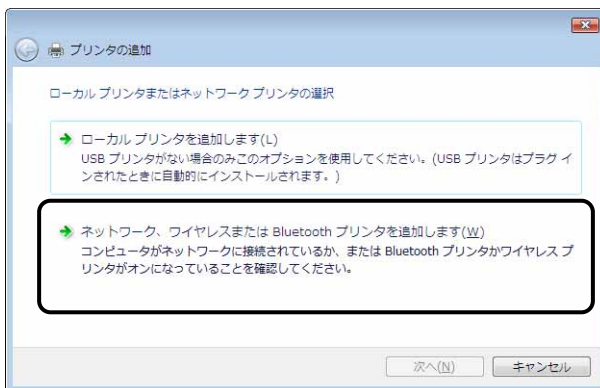 プリンタの追加
ローカル プリンタまたはネットワーク プリンタの選択
ローカル プリンタを追加します(L)
USB プリンタがない場合のみこのオプションを使用してください。(USB プリンタはプラグ イ
ンされたときに自動的にインストールされます。)
ネットワーク、ワイヤレスまたは Bluetooth プリンタを追加します(W)
コンピュータがネットワークに接続されているか、または Bluetooth プリンタかワイヤレス プ
リンタがオンになっていることを確認してください。
次へ(N)
キャンセル